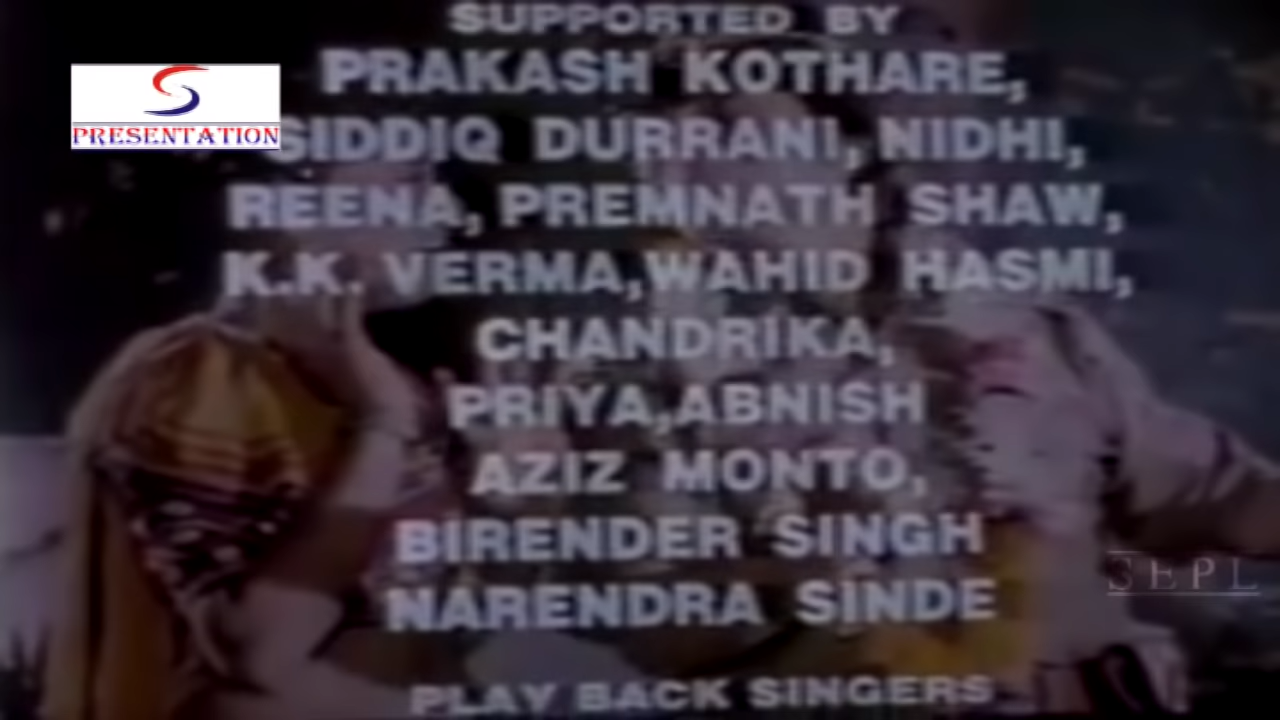 SUPPORTED BY
PRAKASH KOTHARE,
S
PRESENTATION
SIDDIQ DURRANI, NIDHI,
REENA, PREMNATH SHAW,
K.K. VERMA,WAHID HASMI,
CHANDRIKA,
PRIYA,ABNISH
AZIZ MONTO,
BIRENDER SINGH
SEPL
NARENDRA SINDE
PLAY BACK SINGERS